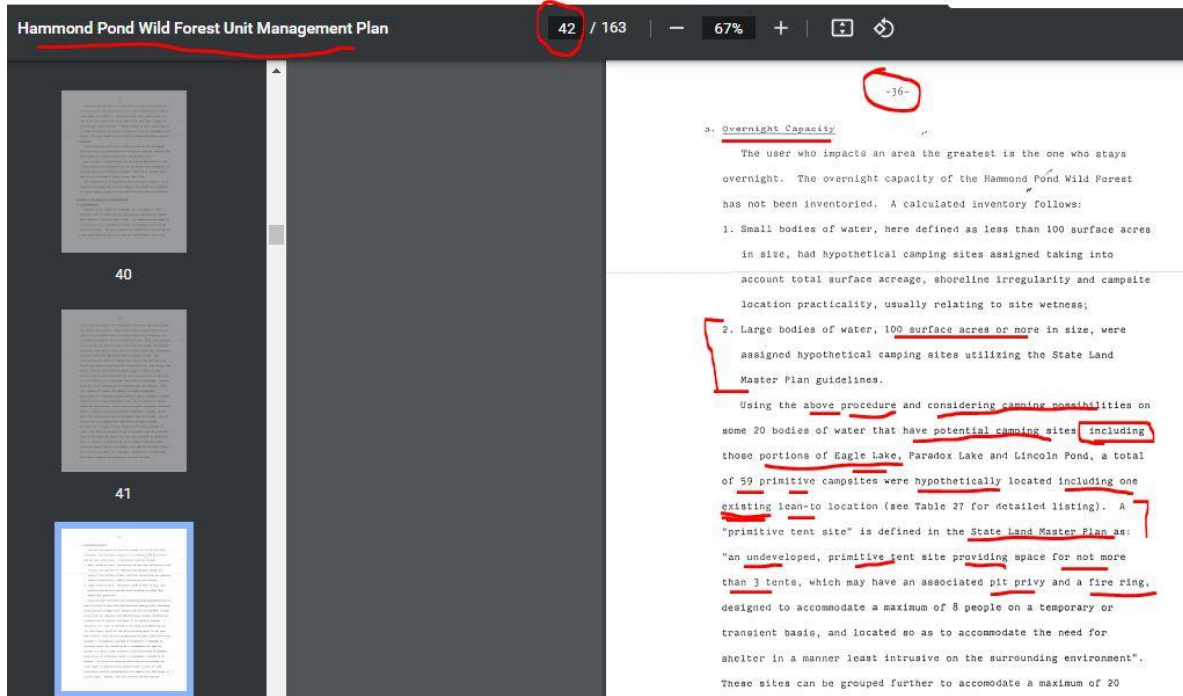 Hammond Pond Wild Forest Unit Management Plan
42 / 163
67%
40
41
-36-
a. Overnight Capacity
The user who impacts an area the greatest is the one who stays
overnight. The overnight capacity of the Hammond Pond Wild Forest
has not been inventoried. A calculated inventory follows:
1. Small bodies of water, here defined as less than 100 surface acres
in size, had hypothetical camping sites assigned taking into
account total surface acreage, shoreline irregularity and campsite
location practicality, usually relating to site wetness;
2. Large bodies of water, 100 surface acres or more in size, were
assigned hypothetical camping sites utilizing the State Land
Master Plan guidelines.
Using the above procedure and considering camping possibilities on
some 20 bodies of water that have potential camping sites including
those portions of Eagle Lake, Paradox Lake and Lincoln Pond, a total
of 59 primitive campsites were hypothetically located including one
existing lean-to location (see Table 27 for detailed listing). A
"primitive tent site" is defined in the State Land Master Plan as:
"an undeveloped, primitive tent site providing space for not more
than 3 tents, which may have an associated pit privy and a fire ring,
designed to accommodate a maximum of 8 people on a temporary or
transient basis, and located so as to accommodate the need for
shelter in a manner least intrusive on the surrounding environment".
These sites can be grouped further to accomodate a maximum of 20